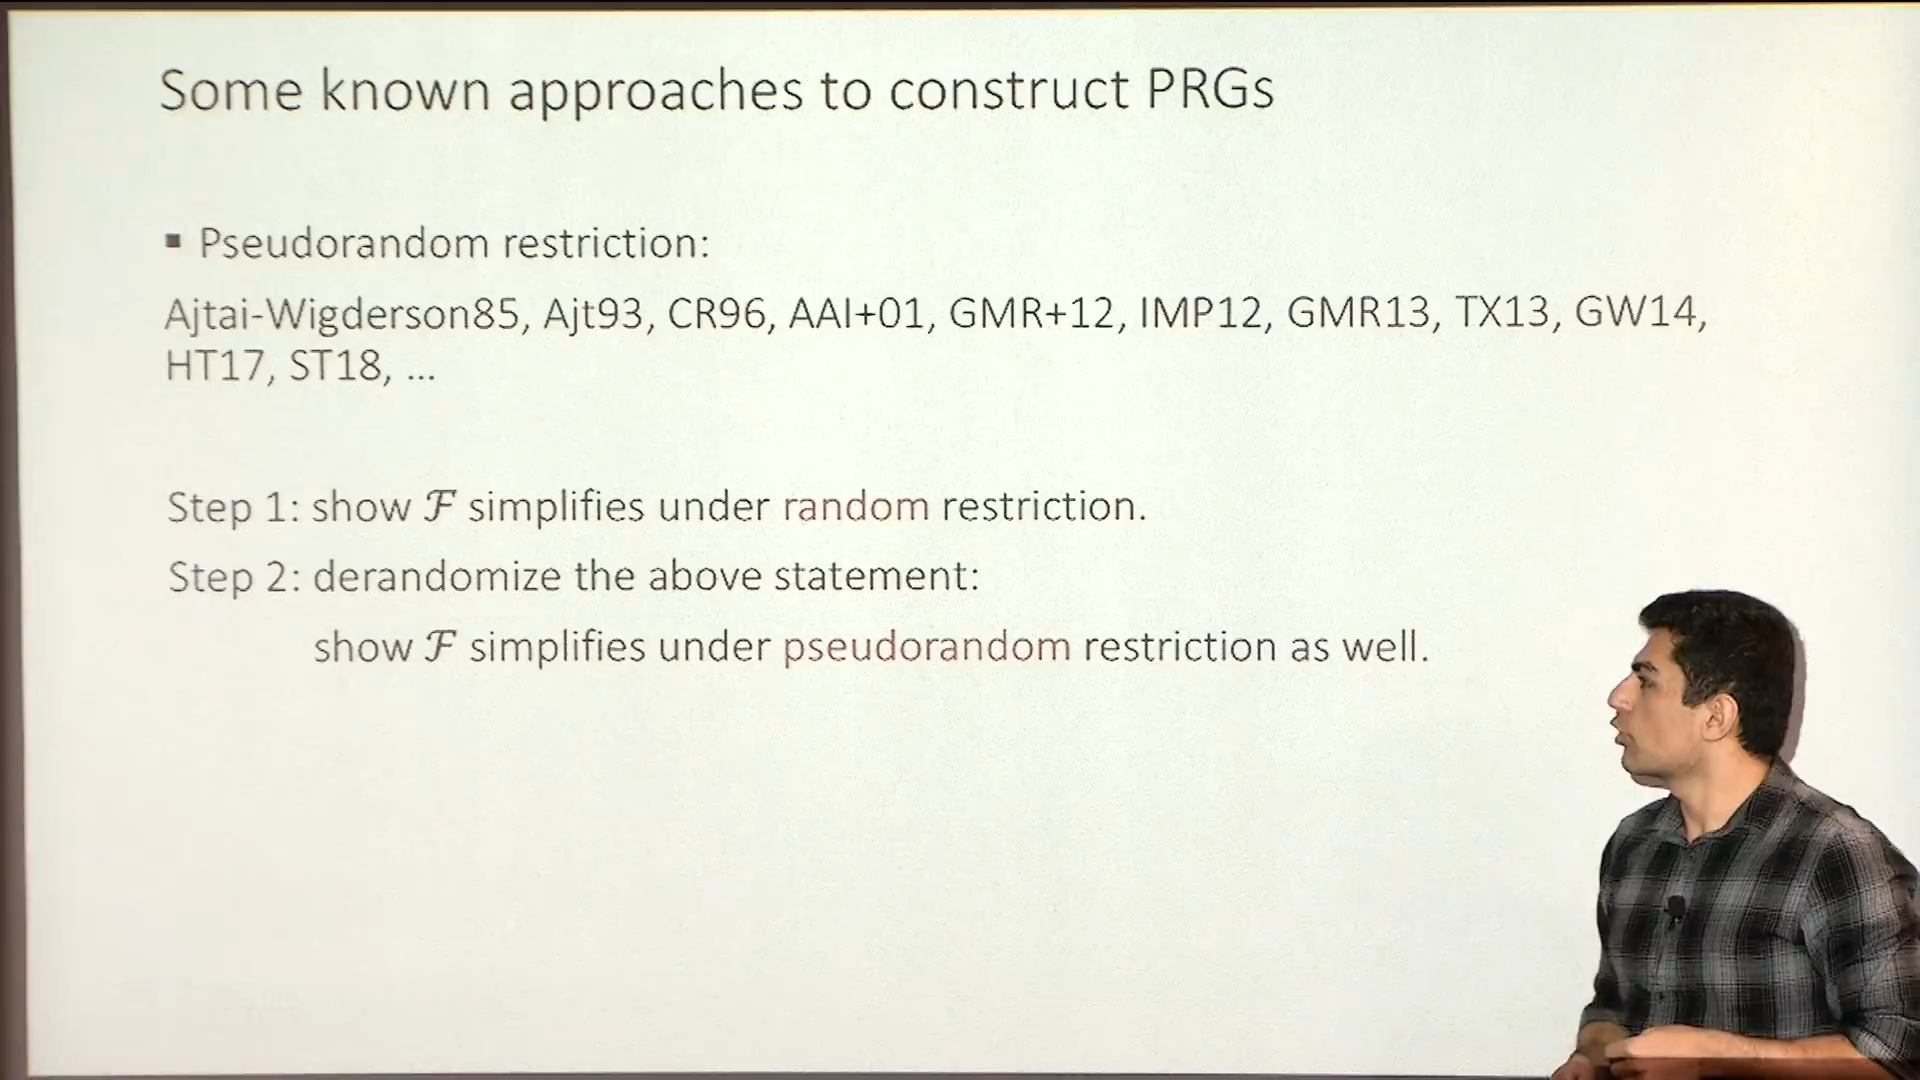 Some known approaches to construct PRGs
▪ Pseudorandom restriction:
Ajtai-Wigderson85, Ajt93, CR96, AAI+01, GMR+12, IMP12, GMR13, TX13, GW14,
HT17, ST18, ...
Step 1: show ℱ simplifies under random restriction.
Step 2: derandomize the above statement:
show ℱ simplifies under pseudorandom restriction as well.